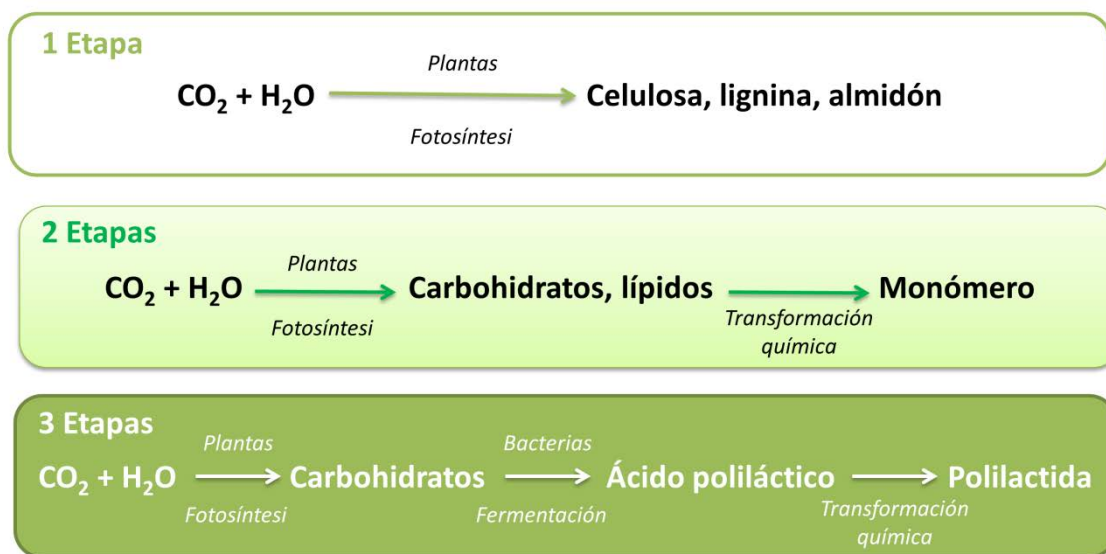 1 Etapa
Plantas
CO₂ + H₂O Celulosa, lignina, almidón
Fotosíntesi
2 Etapas
Plantas
CO₂ + H₂O Carbohidratos, lípidos Monómero
Fotosíntesi Transformación
química
3 Etapas
Plantas Bacterias
CO₂ + H₂O Carbohidratos Ácido poliláctico Polilactida
Fotosíntesi Fermentación Transformación
química